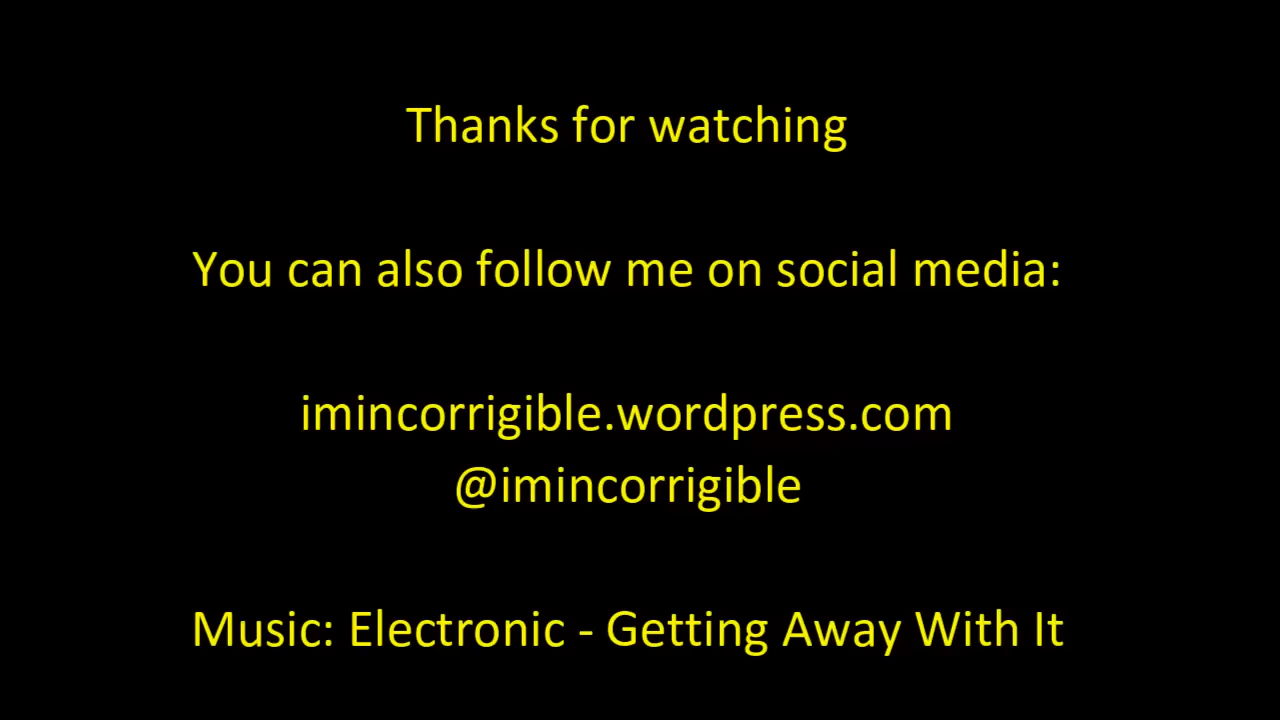 Thanks for watching
You can also follow me on social media:
imincorrigible.wordpress.com
@imincorrigible
Music: Electronic - Getting Away With It